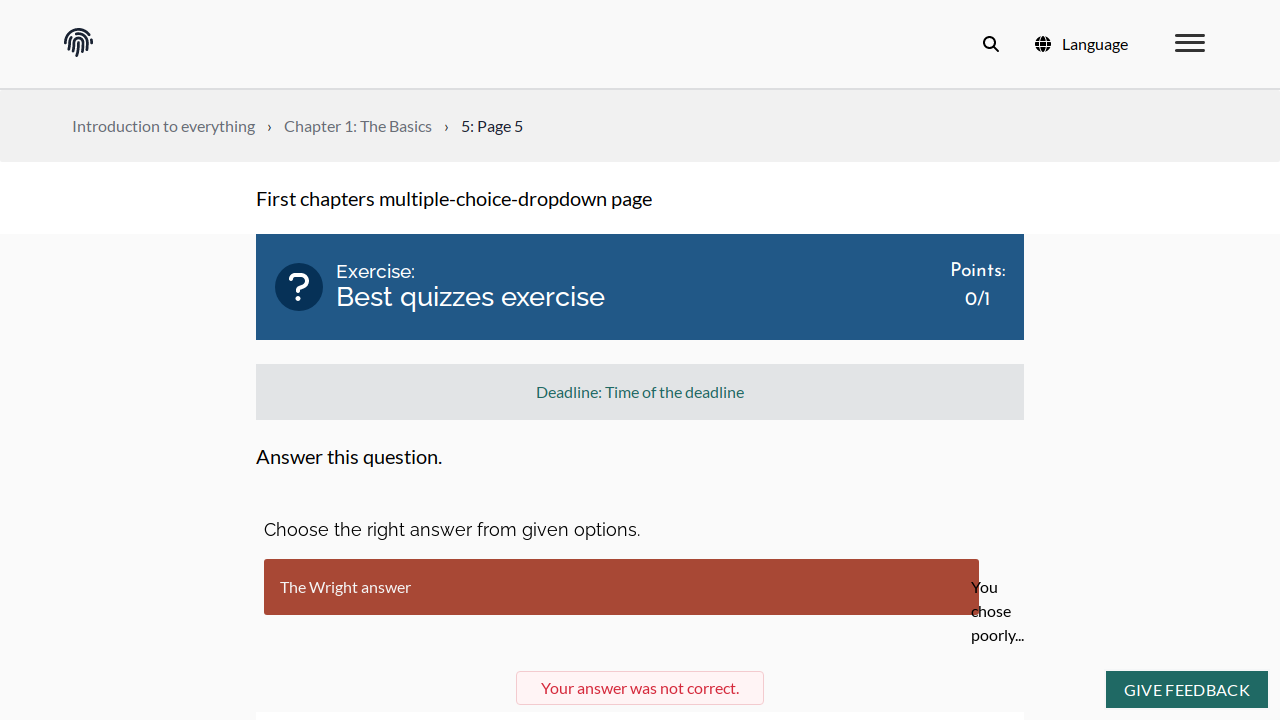 Language
Introduction to everything › Chapter 1: The Basics › 5: Page 5
First chapters multiple-choice-dropdown page
Exercise:
Best quizzes exercise
Points:
0/1
Deadline: Time of the deadline
Answer this question.
Choose the right answer from given options.
The Wright answer
You
chose
poorly...
Your answer was not correct.
GIVE FEEDBACK